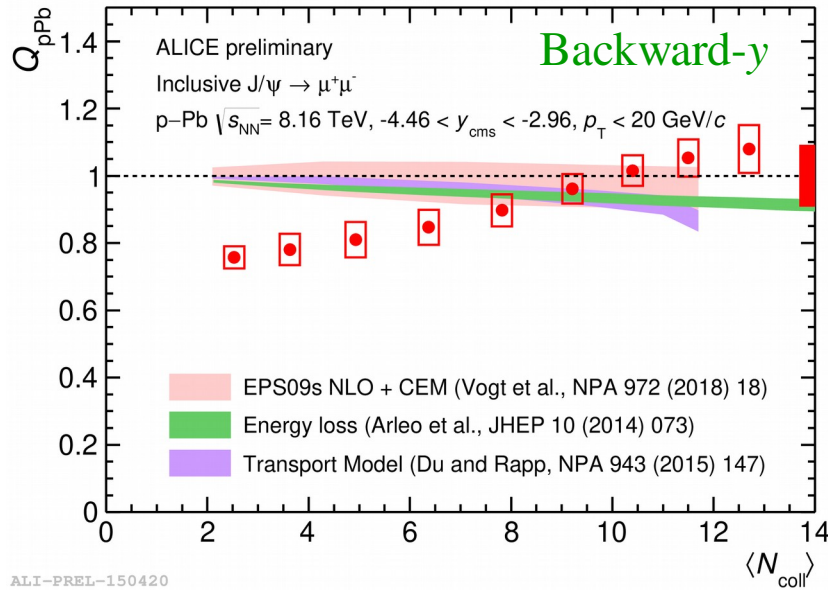 Q_pPb
1.4
1.2
1
0.8
0.6
0.4
0.2
0
ALICE preliminary
Backward-y
Inclusive J/ψ → μ⁺μ⁻
p−Pb √s_NN = 8.16 TeV, -4.46 < y_cms < -2.96, p_T < 20 GeV/c
EPS09s NLO + CEM (Vogt et al., NPA 972 (2018) 18)
Energy loss (Arleo et al., JHEP 10 (2014) 073)
Transport Model (Du and Rapp, NPA 943 (2015) 147)
0 2 4 6 8 10 12 14
⟨N_coll⟩
ALI-PREL-150420